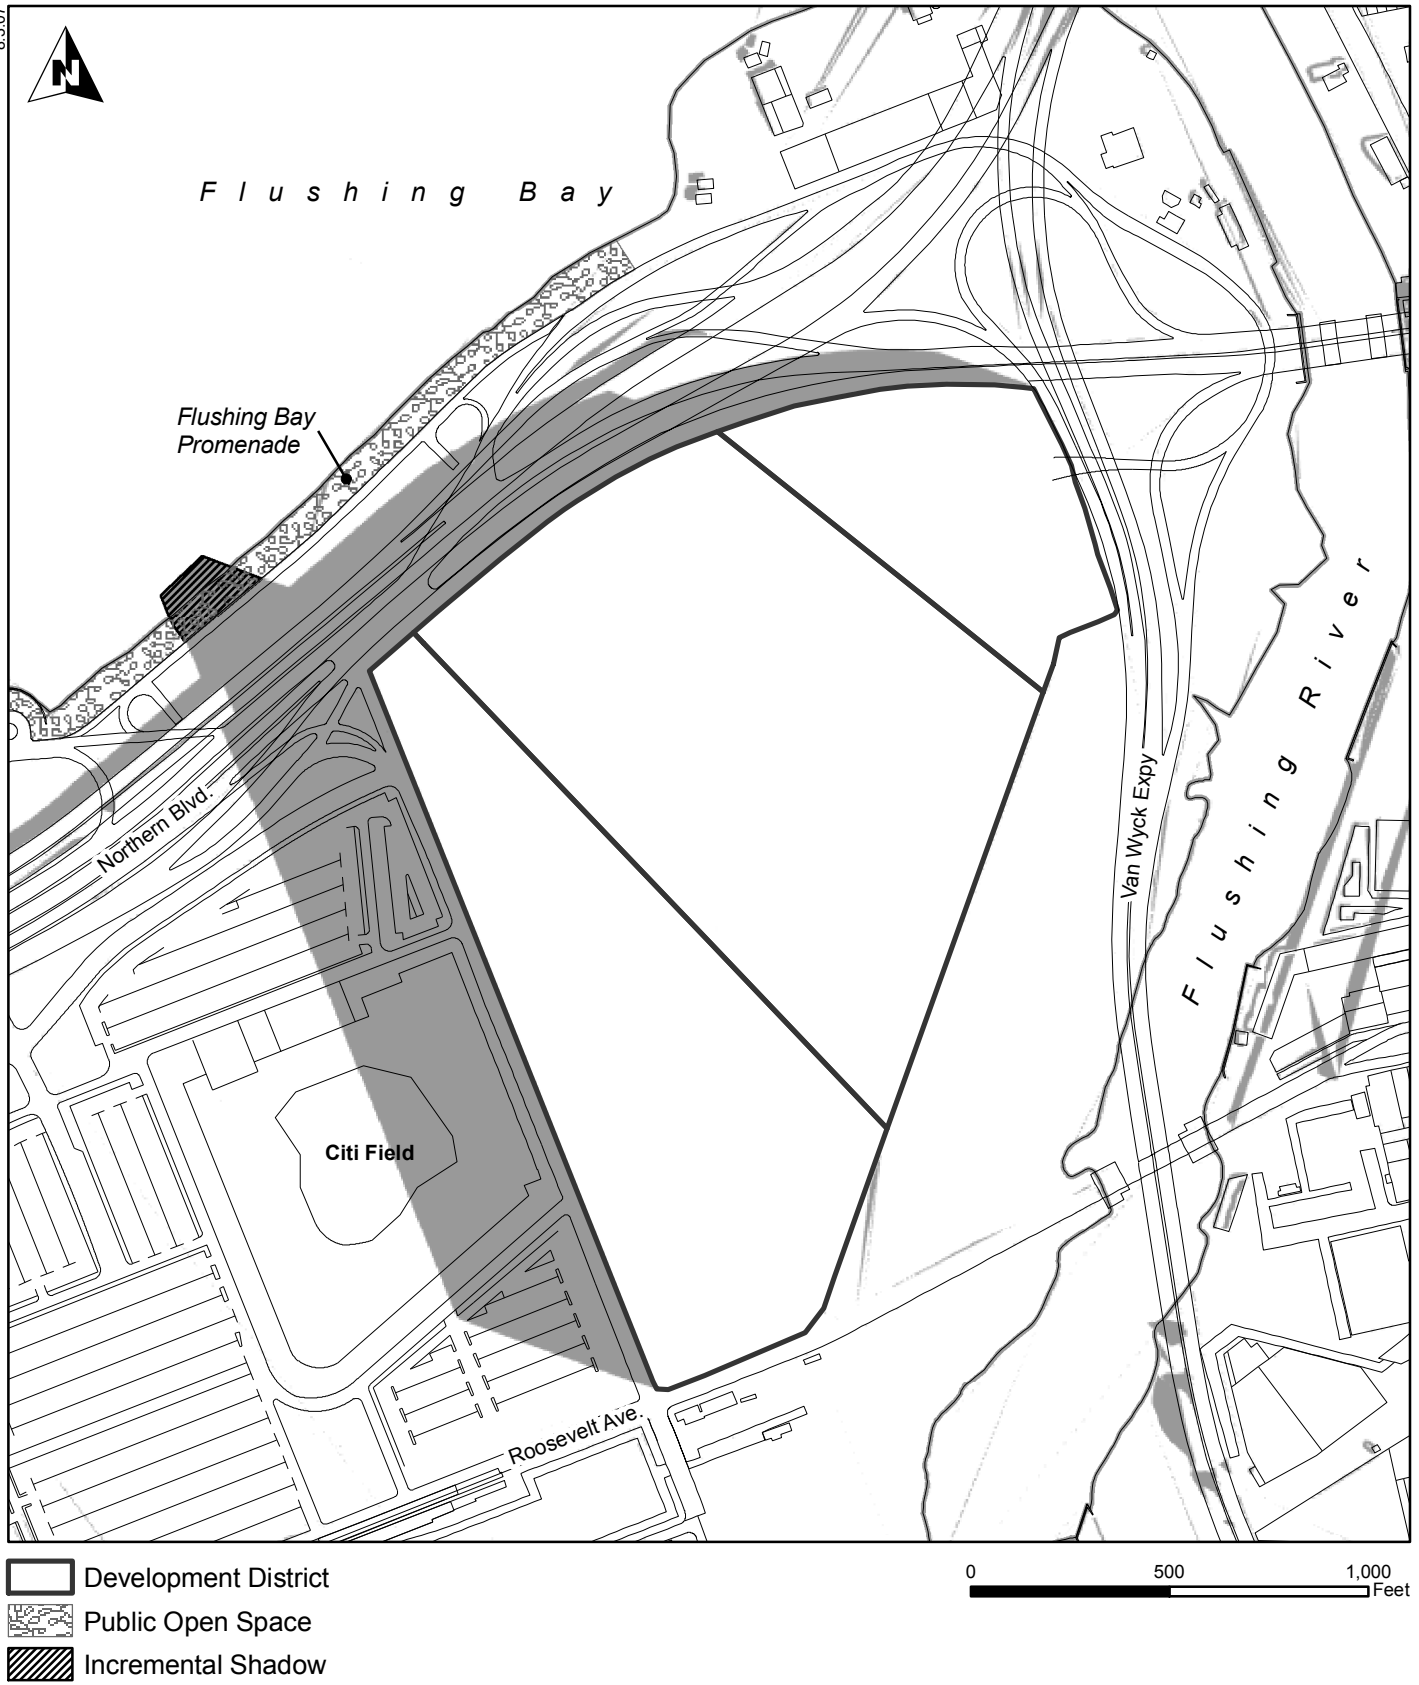 N
Flushing Bay
Flushing Bay
Promenade
Northern Blvd.
Van Wyck Expy
Flushing River
Citi Field
Roosevelt Ave.
Development District
Public Open Space
Incremental Shadow
0 500 1,000
Feet